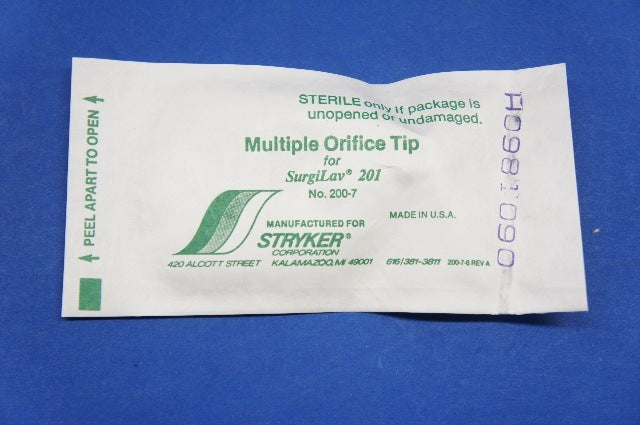 PEEL APART TO OPEN
STERILE only if package is
unopened or undamaged.
Multiple Orifice Tip
for
SurgiLav® 201
No. 200-7
MADE IN U.S.A.
MANUFACTURED FOR
STRYKER®
CORPORATION
420 ALCOTT STREET KALAMAZOO, MI 49001 616/381-3811 200-7-6 REV A